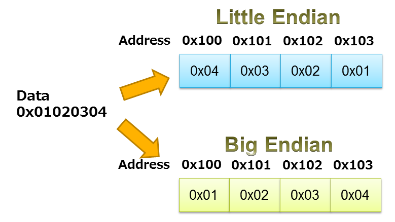 Little Endian
Address 0x100 0x101 0x102 0x103
0x04 0x03 0x02 0x01
Data
0x01020304
Big Endian
Address 0x100 0x101 0x102 0x103
0x01 0x02 0x03 0x04